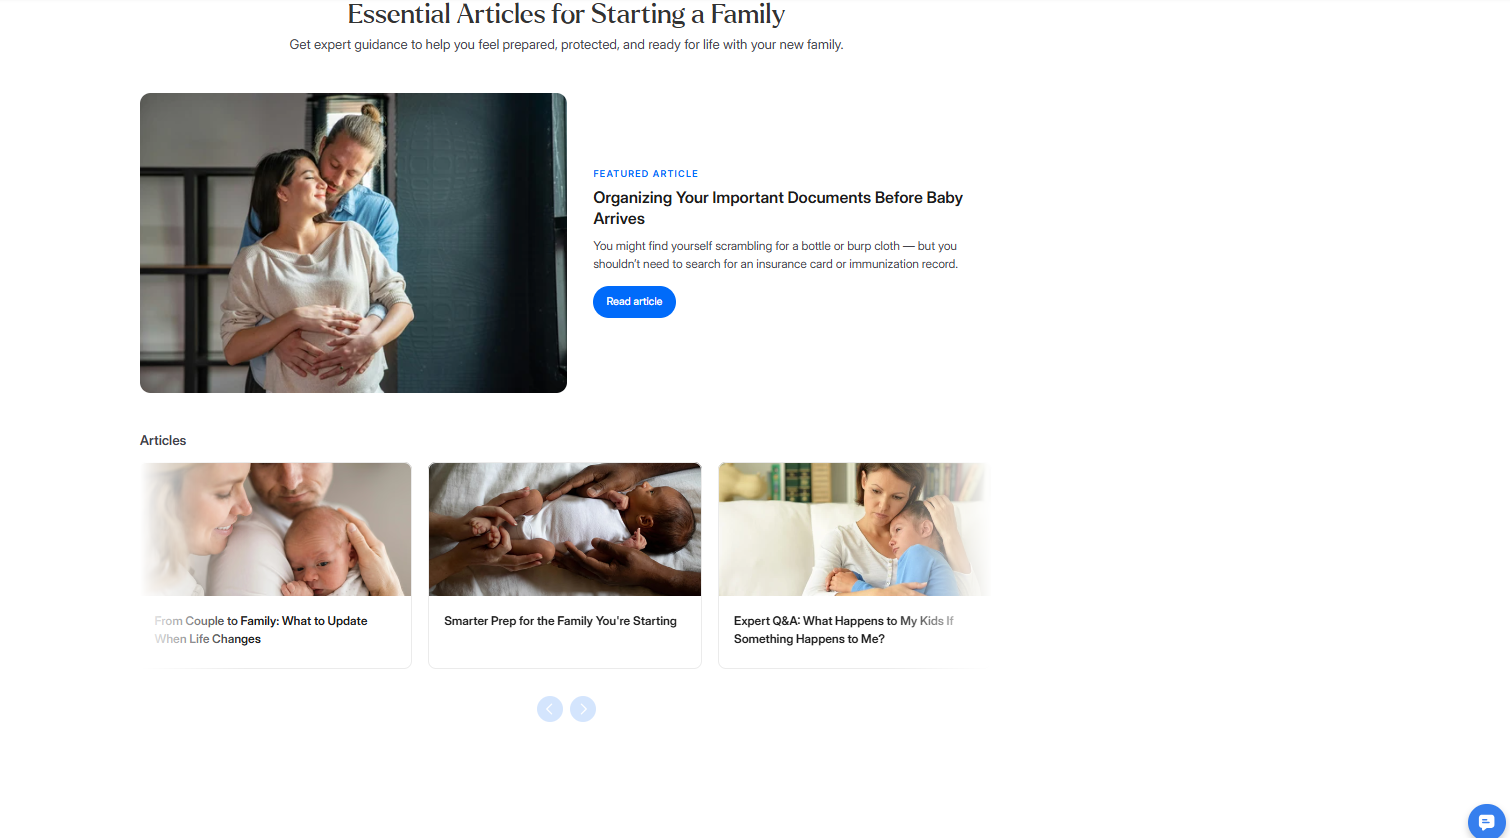 Essential Articles for Starting a Family
Get expert guidance to help you feel prepared, protected, and ready for life with your new family.
FEATURED ARTICLE
Organizing Your Important Documents Before Baby
Arrives
You might find yourself scrambling for a bottle or burp cloth — but you
shouldn't need to search for an insurance card or immunization record.
Read article
Articles
From Couple to Family: What to Update
When Life Changes
Smarter Prep for the Family You're Starting
Expert Q&A: What Happens to My Kids If
Something Happens to Me?